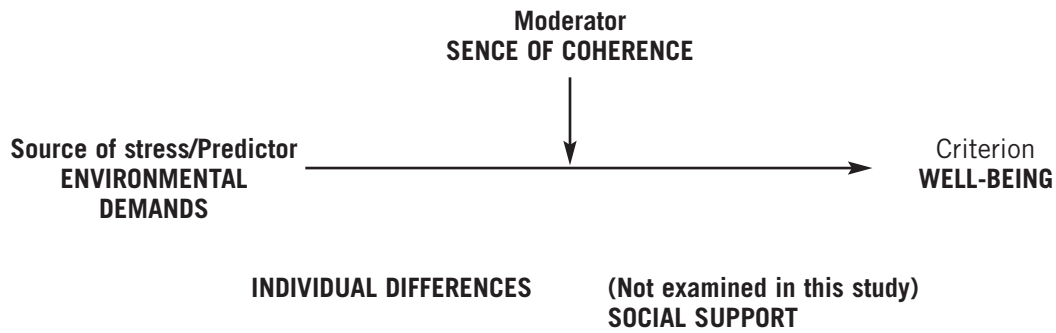 Moderator
SENCE OF COHERENCE
Source of stress/Predictor
ENVIRONMENTAL
DEMANDS
Criterion
WELL-BEING
INDIVIDUAL DIFFERENCES
(Not examined in this study)
SOCIAL SUPPORT